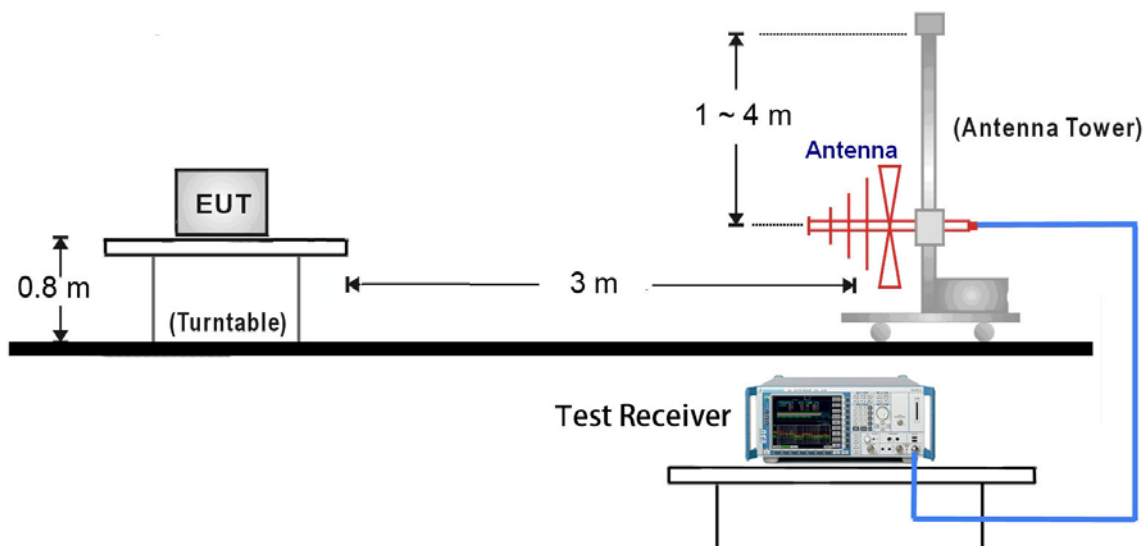 1 ~ 4 m
(Antenna Tower)
Antenna
EUT
0.8 m
3 m
(Turntable)
Test Receiver